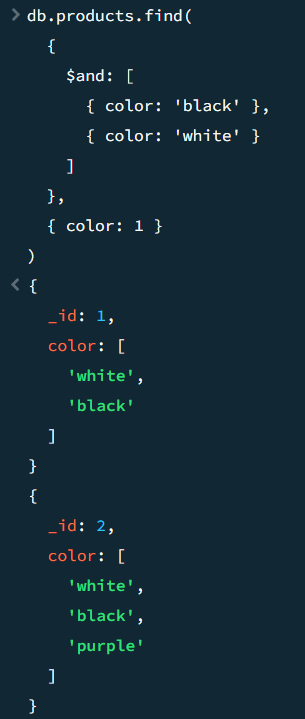 > db.products.find(
{
$and: [
{ color: 'black' },
{ color: 'white' }
]
},
{ color: 1 }
)
< {
_id: 1,
color: [
'white',
'black'
]
}
{
_id: 2,
color: [
'white',
'black',
'purple'
]
}